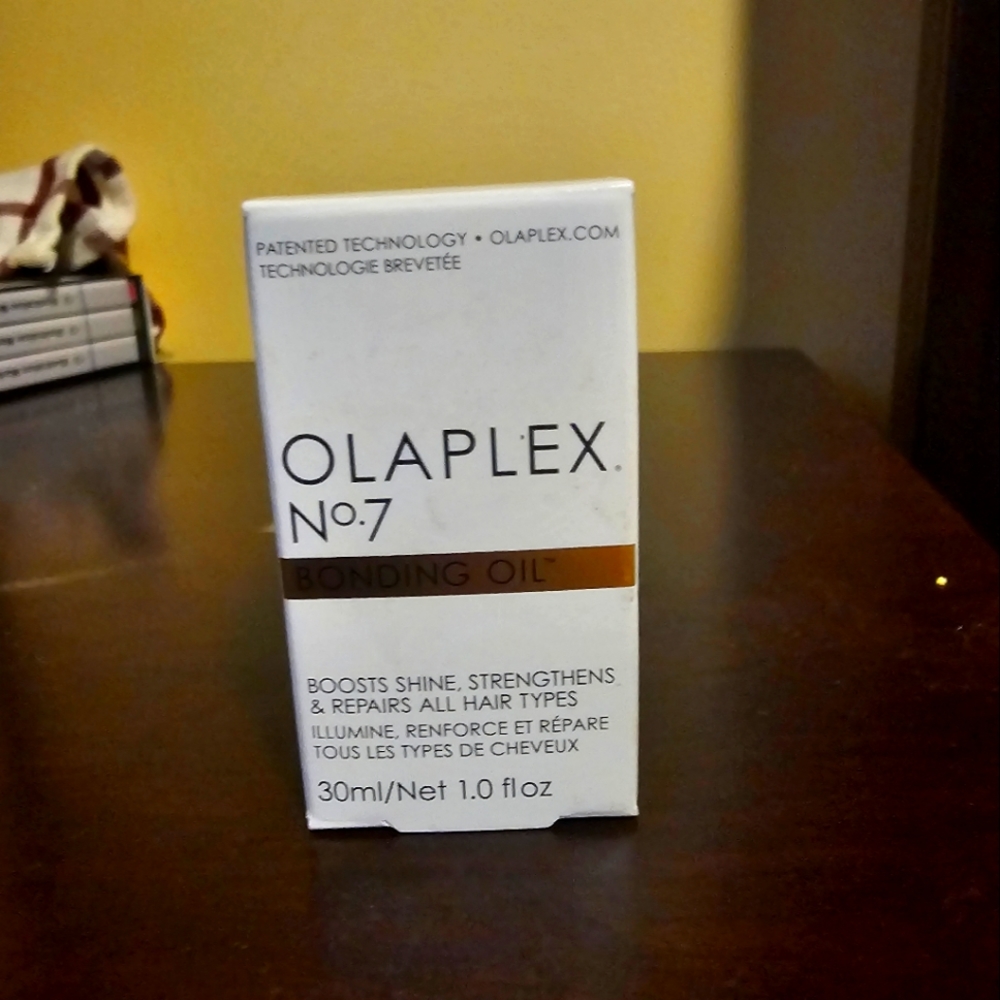 PATENTED TECHNOLOGY • OLAPLEX.COM
TECHNOLOGIE BREVETÉE
OLAPLEX.
Nº.7
BONDING OIL™
BOOSTS SHINE, STRENGTHENS
& REPAIRS ALL HAIR TYPES
ILLUMINE, RENFORCE ET RÉPARE
TOUS LES TYPES DE CHEVEUX
30ml/Net 1.0 fl oz